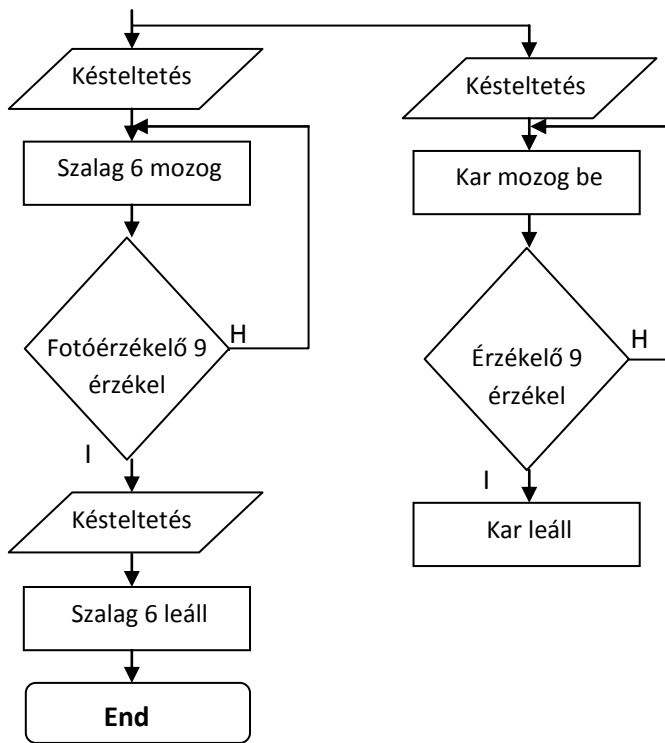 Késteltetés
Szalag 6 mozog
Fotóérzékelő 9
érzékel
H
I
Késteltetés
Szalag 6 leáll
End
Késteltetés
Kar mozog be
Érzékelő 9
érzékel
H
I
Kar leáll